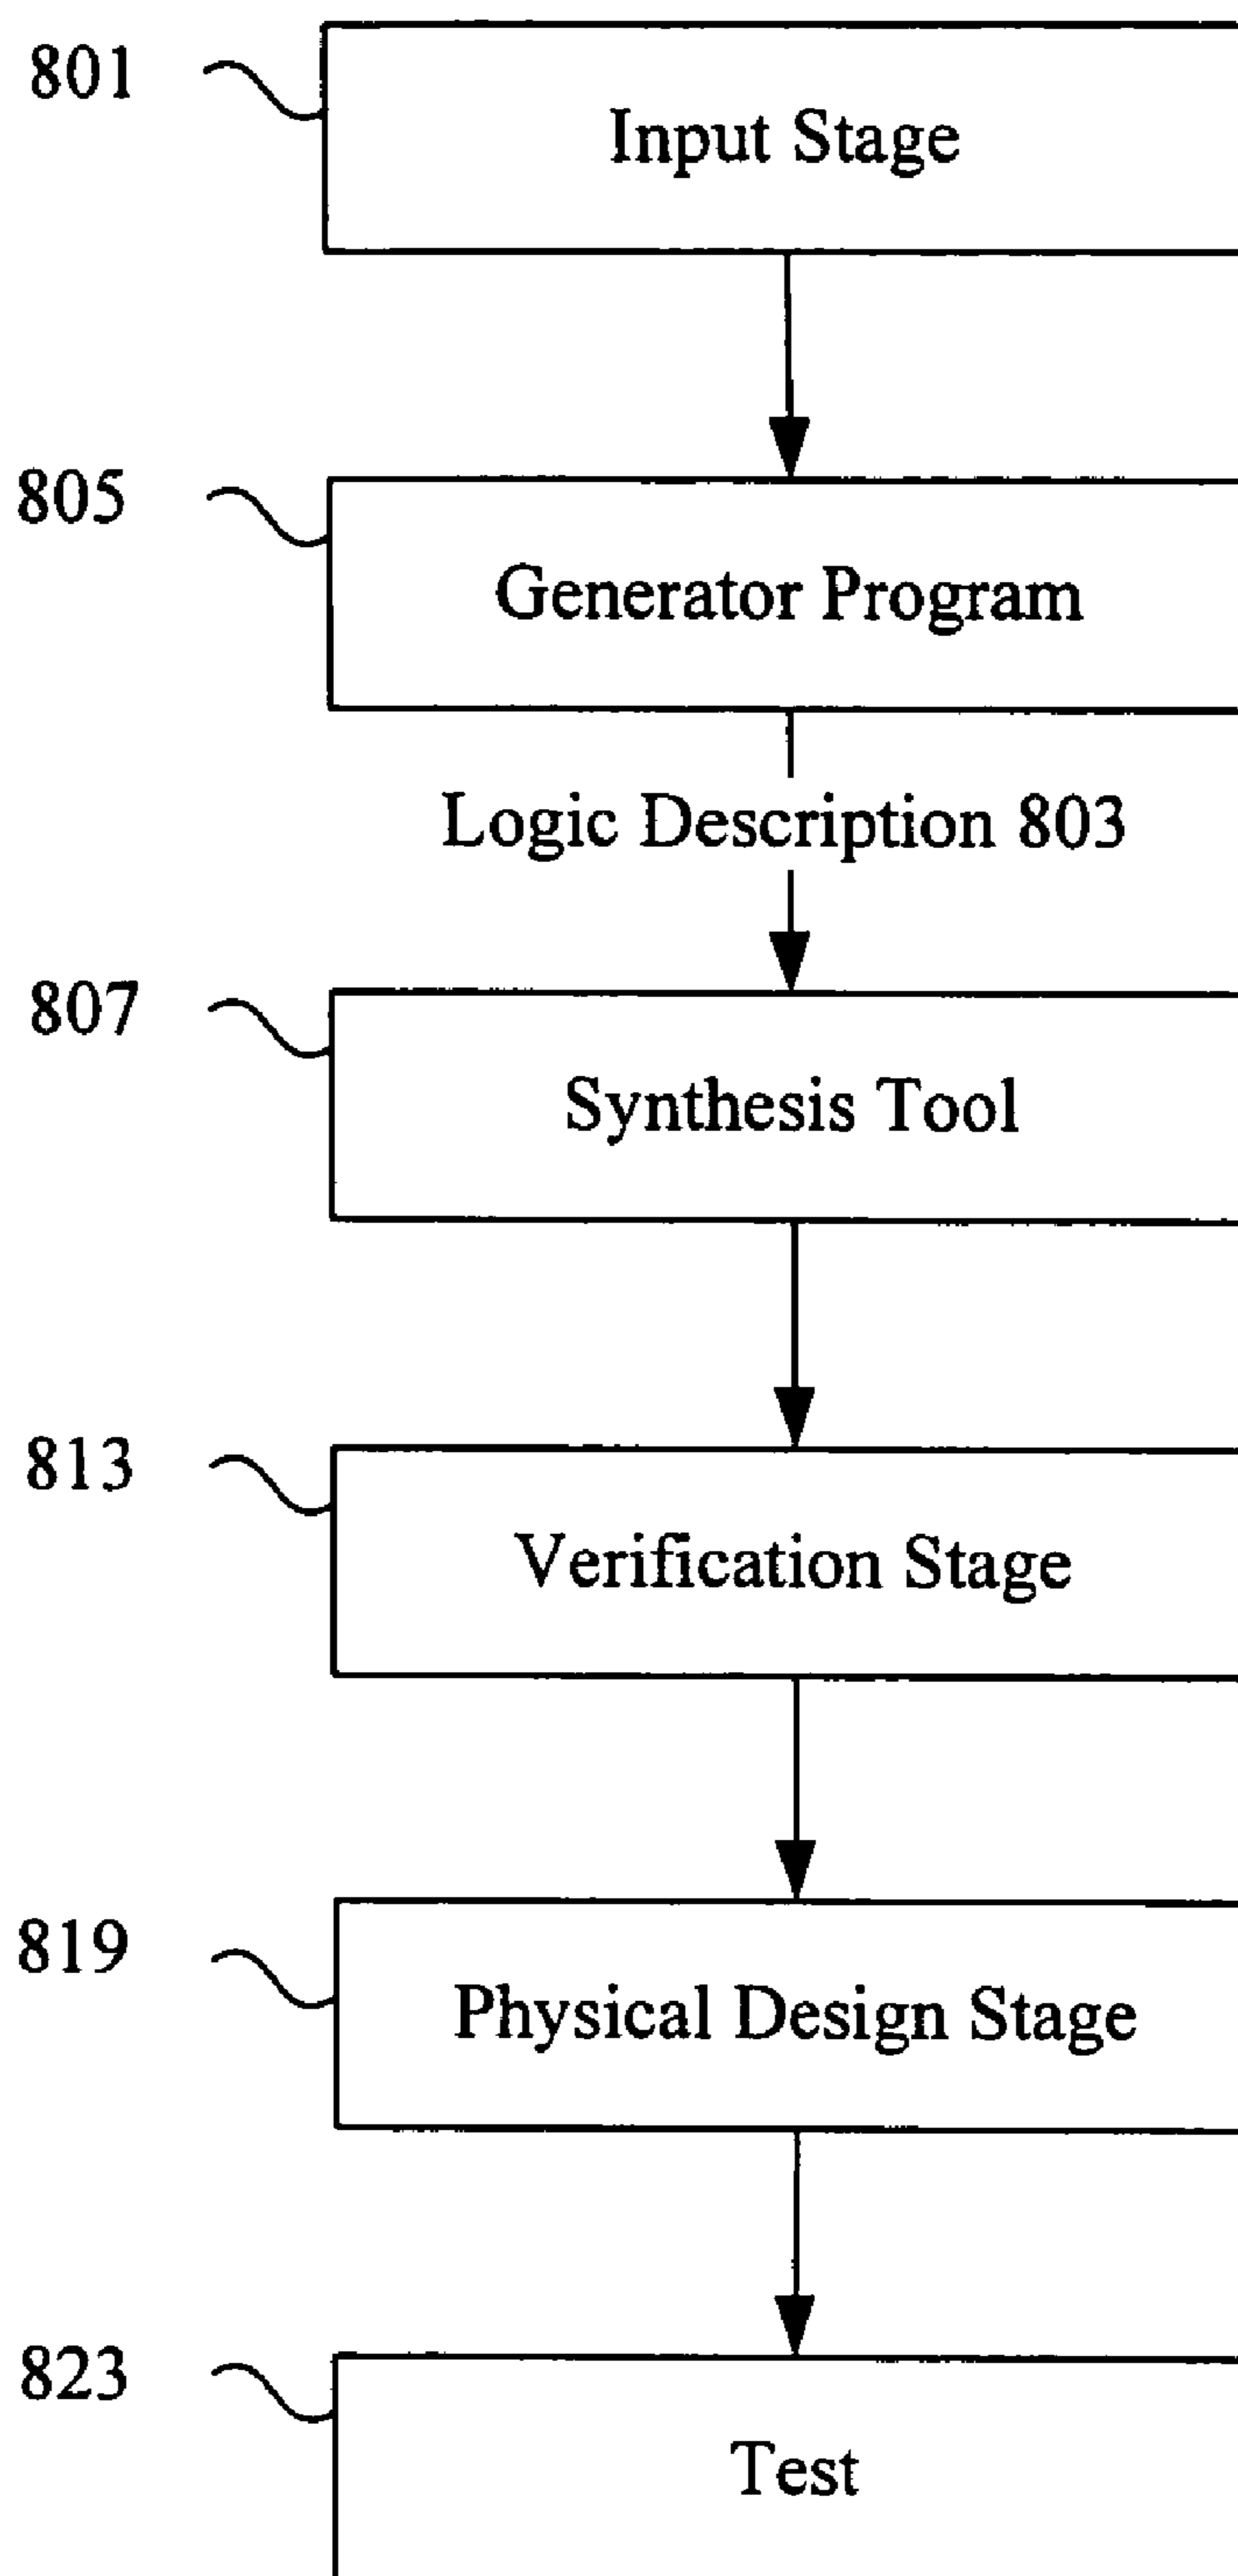 801
Input Stage
805
Generator Program
Logic Description 803
807
Synthesis Tool
813
Verification Stage
819
Physical Design Stage
823
Test